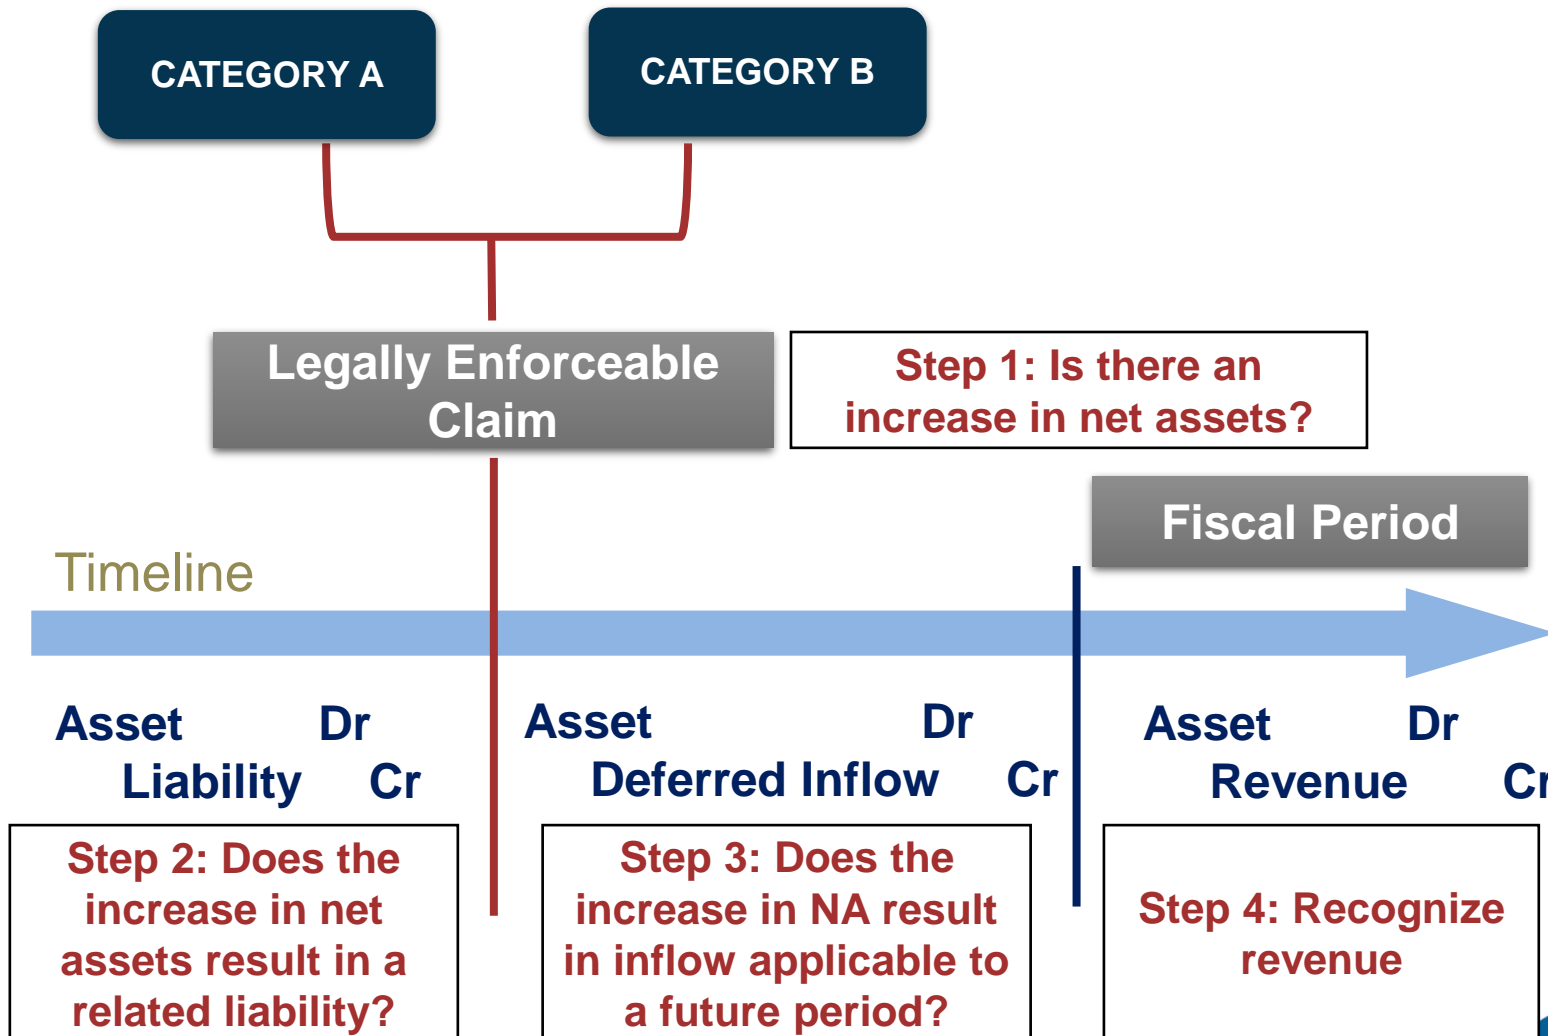 CATEGORY A
CATEGORY B
Legally Enforceable
Claim
Step 1: Is there an
increase in net assets?
Fiscal Period
Timeline
Asset Dr
Liability Cr
Asset Dr
Deferred Inflow Cr
Asset Dr
Revenue Cr
Step 2: Does the
increase in net
assets result in a
related liability?
Step 3: Does the
increase in NA result
in inflow applicable to
a future period?
Step 4: Recognize
revenue